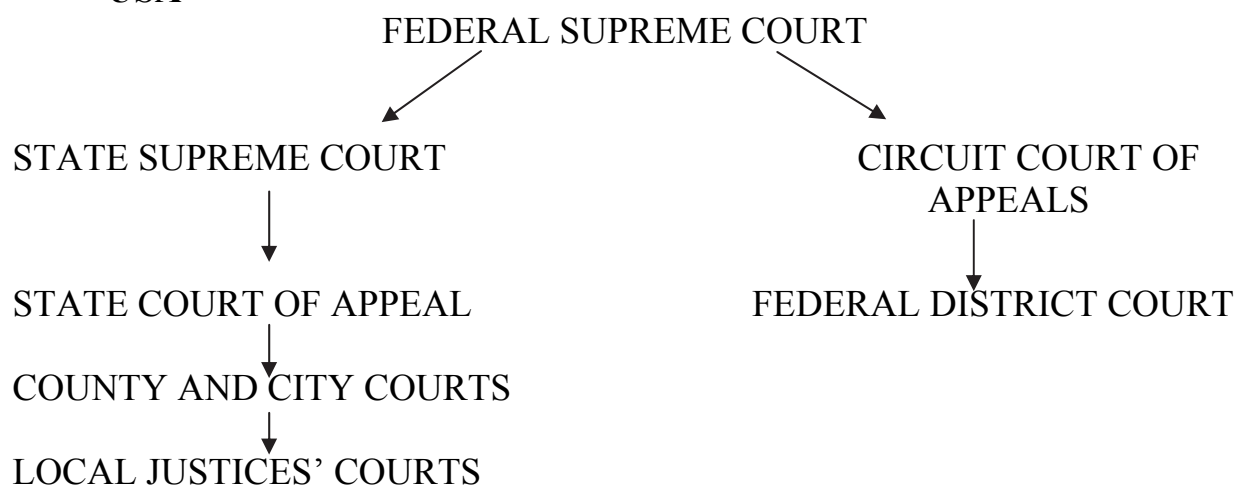 USA
FEDERAL SUPREME COURT
STATE SUPREME COURT
CIRCUIT COURT OF
APPEALS
STATE COURT OF APPEAL
FEDERAL DISTRICT COURT
COUNTY AND CITY COURTS
LOCAL JUSTICES’ COURTS